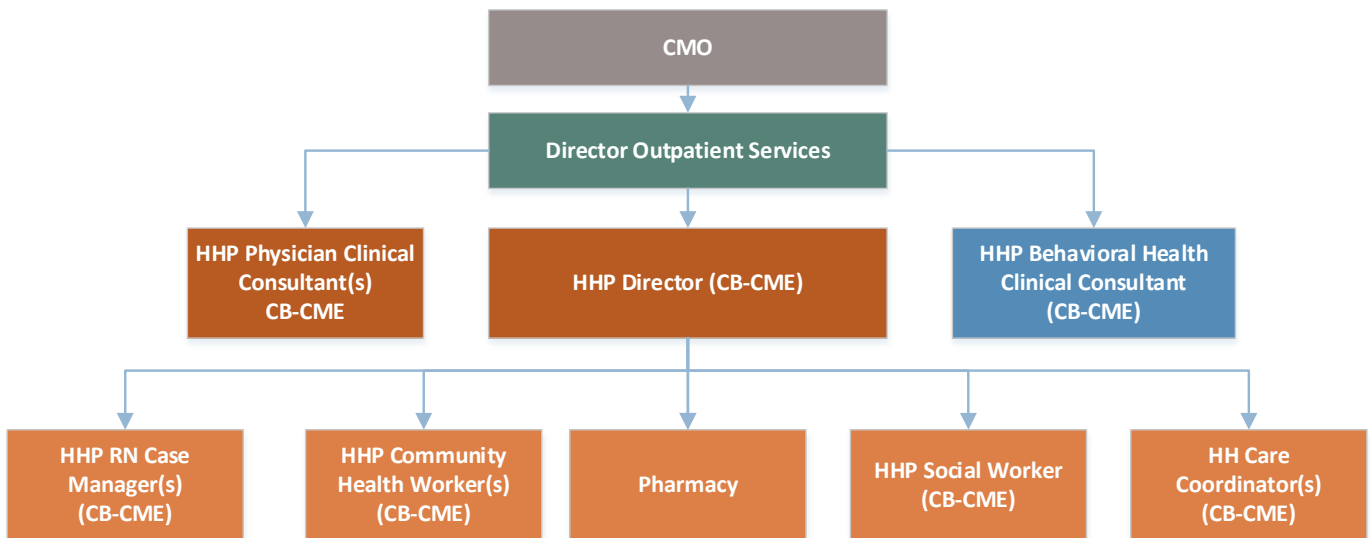 CMO
Director Outpatient Services
HHP Physician Clinical
Consultant(s)
CB-CME
HHP Director (CB-CME)
HHP Behavioral Health
Clinical Consultant
(CB-CME)
HHP RN Case
Manager(s)
(CB-CME)
HHP Community
Health Worker(s)
(CB-CME)
Pharmacy
HHP Social Worker
(CB-CME)
HH Care
Coordinator(s)
(CB-CME)